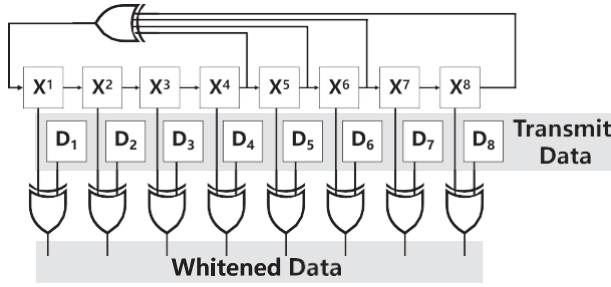 X¹ X² X³ X⁴ X⁵ X⁶ X⁷ X⁸
D₁ D₂ D₃ D₄ D₅ D₆ D₇ D₈
Transmit
Data
Whitened Data